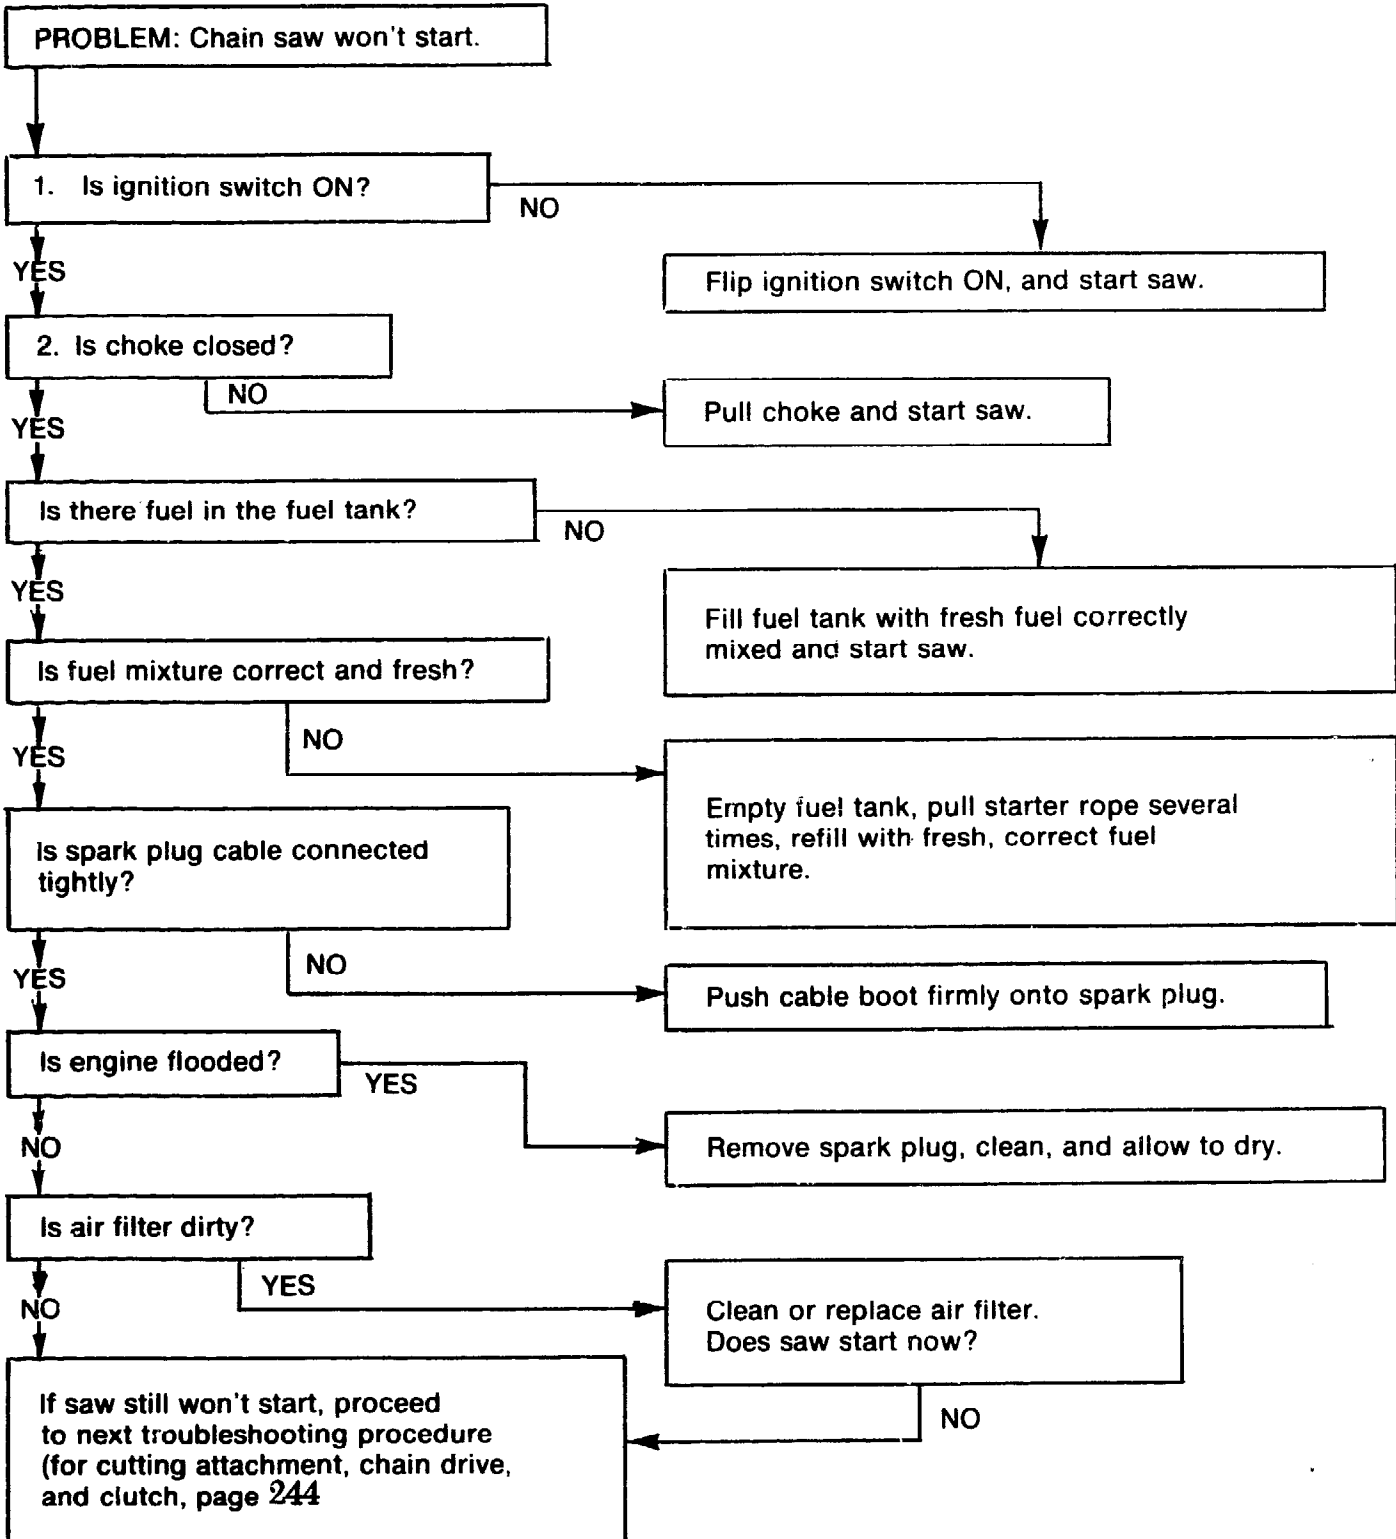 PROBLEM: Chain saw won't start.
1. Is ignition switch ON?
NO
YES
Flip ignition switch ON, and start saw.
2. Is choke closed?
NO
Pull choke and start saw.
YES
Is there fuel in the fuel tank?
NO
YES
Fill fuel tank with fresh fuel correctly
mixed and start saw.
Is fuel mixture correct and fresh?
NO
YES
Empty fuel tank, pull starter rope several
times, refill with fresh, correct fuel
mixture.
Is spark plug cable connected
tightly?
NO
YES
Push cable boot firmly onto spark plug.
Is engine flooded?
YES
NO
Remove spark plug, clean, and allow to dry.
Is air filter dirty?
YES
NO
Clean or replace air filter.
Does saw start now?
NO
If saw still won't start, proceed
to next troubleshooting procedure
(for cutting attachment, chain drive,
and clutch, page 244